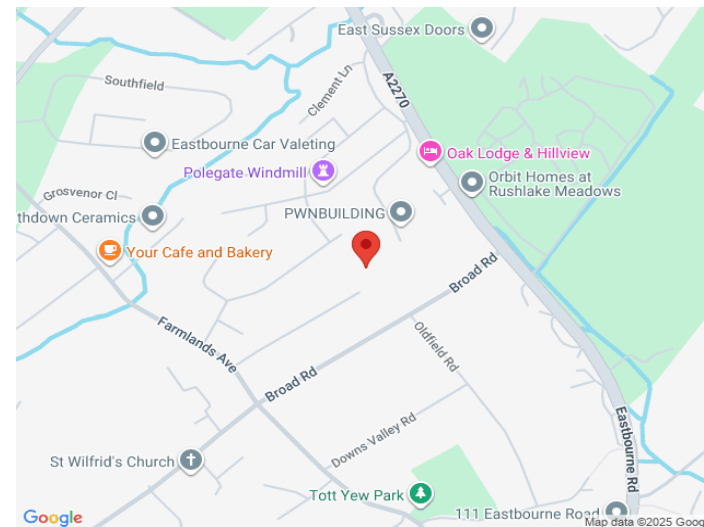 East Sussex Doors
Southfield
Clement Ln
A2270
Eastbourne Car Valeting
Polegate Windmill
Oak Lodge & Hillview
Orbit Homes at
Rushlake Meadows
Grosvenor Cl
thdown Ceramics
PWNBUILDING
Your Cafe and Bakery
Broad Rd
Farmlands Ave
Oldfield Rd
Broad Rd
Eastbourne Rd
Downs Valley Rd
St Wilfrid's Church
Tott Yew Park
111 Eastbourne Road
Google
Map data ©2025 Goog